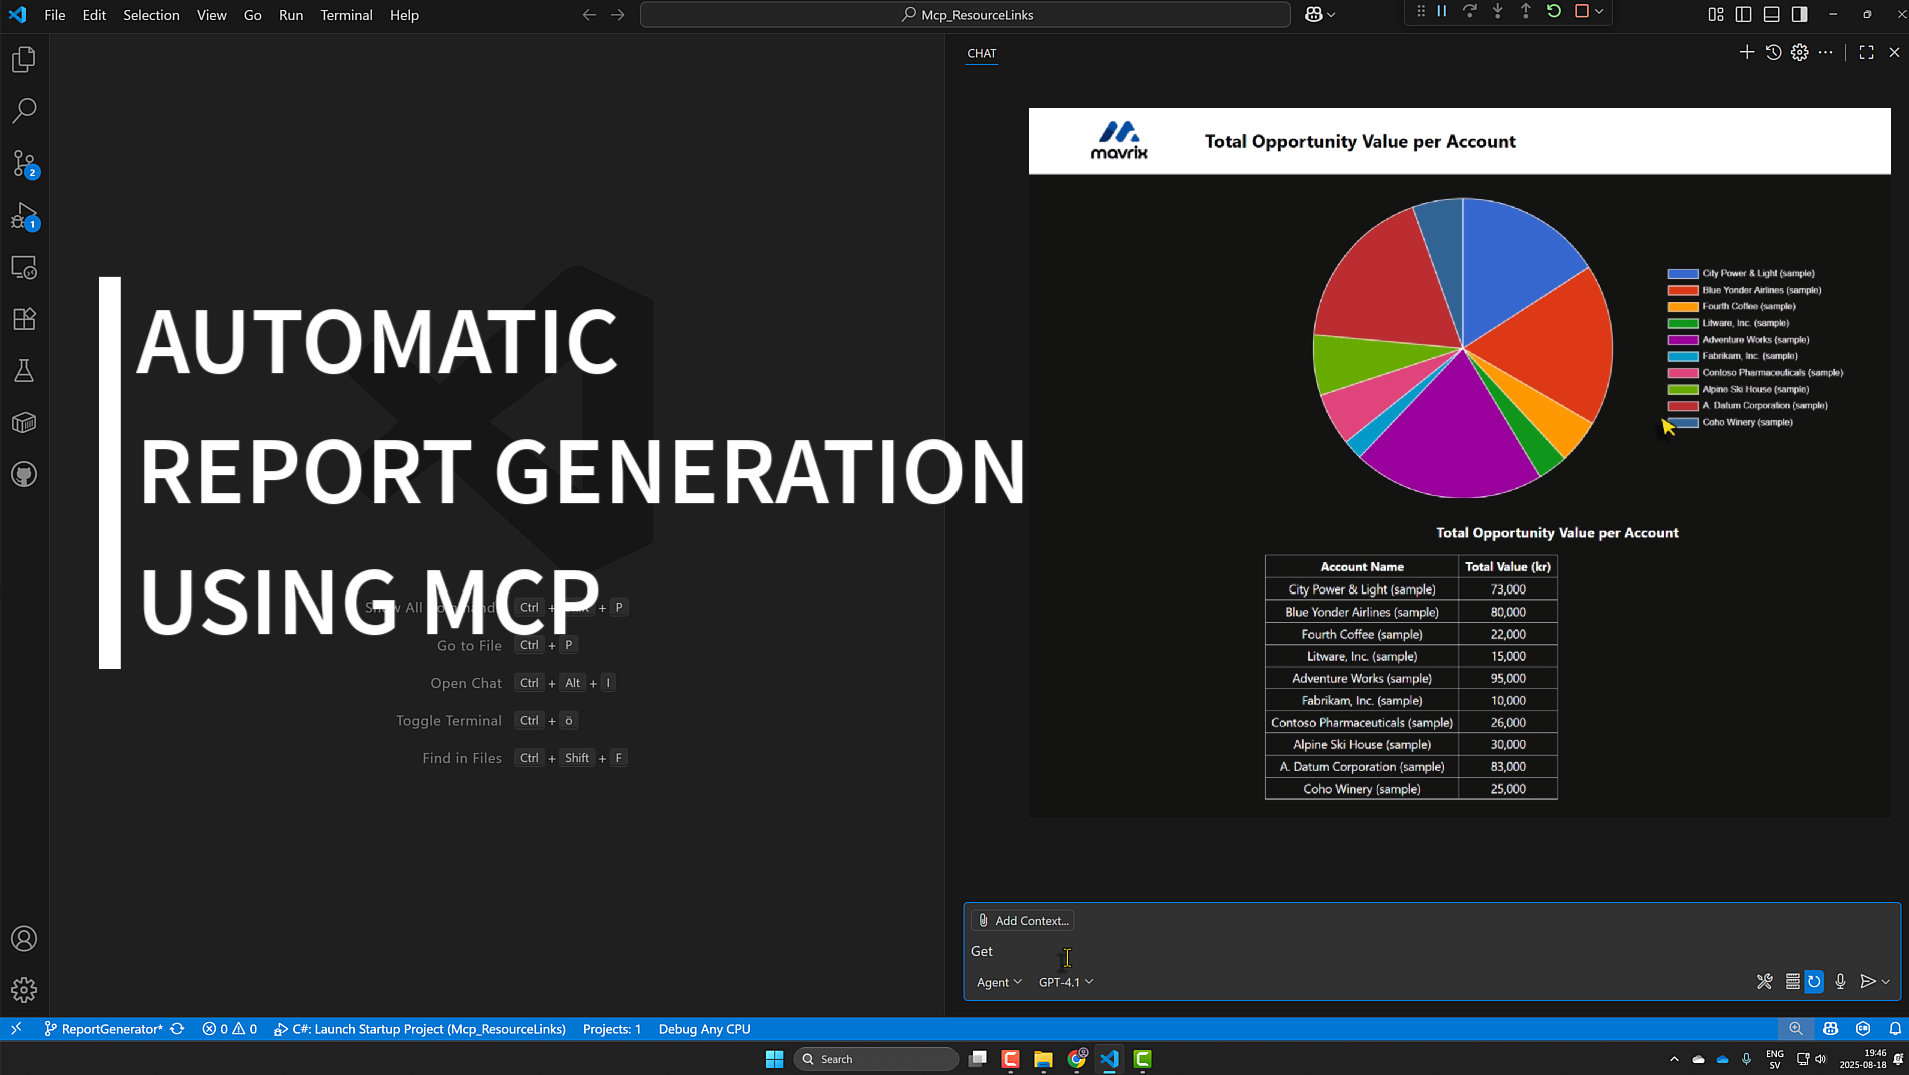 File Edit Selection View Go Run Terminal Help
Mcp_ResourceLinks
CHAT
2
1
AUTOMATIC
REPORT GENERATION
USING MCP
Ctrl + + P
Go to File Ctrl + P
Open Chat Ctrl + Alt + I
Toggle Terminal Ctrl + ö
Find in Files Ctrl + Shift + F
mavrix
Total Opportunity Value per Account
City Power & Light (sample)
Blue Yonder Airlines (sample)
Fourth Coffee (sample)
Litware, Inc. (sample)
Adventure Works (sample)
Fabrikam, Inc. (sample)
Contoso Pharmaceuticals (sample)
Alpine Ski House (sample)
A. Datum Corporation (sample)
Coho Winery (sample)
Total Opportunity Value per Account
Account Name Total Value (kr)
City Power & Light (sample) 73,000
Blue Yonder Airlines (sample) 80,000
Fourth Coffee (sample) 22,000
Litware, Inc. (sample) 15,000
Adventure Works (sample) 95,000
Fabrikam, Inc. (sample) 10,000
Contoso Pharmaceuticals (sample) 26,000
Alpine Ski House (sample) 30,000
A. Datum Corporation (sample) 83,000
Coho Winery (sample) 25,000
Add Context...
Get
Agent GPT-4.1
ReportGenerator* 0 0 C#: Launch Startup Project (Mcp_ResourceLinks) Projects: 1 Debug Any CPU
Search
ENG
SV
19:46
2025-08-18